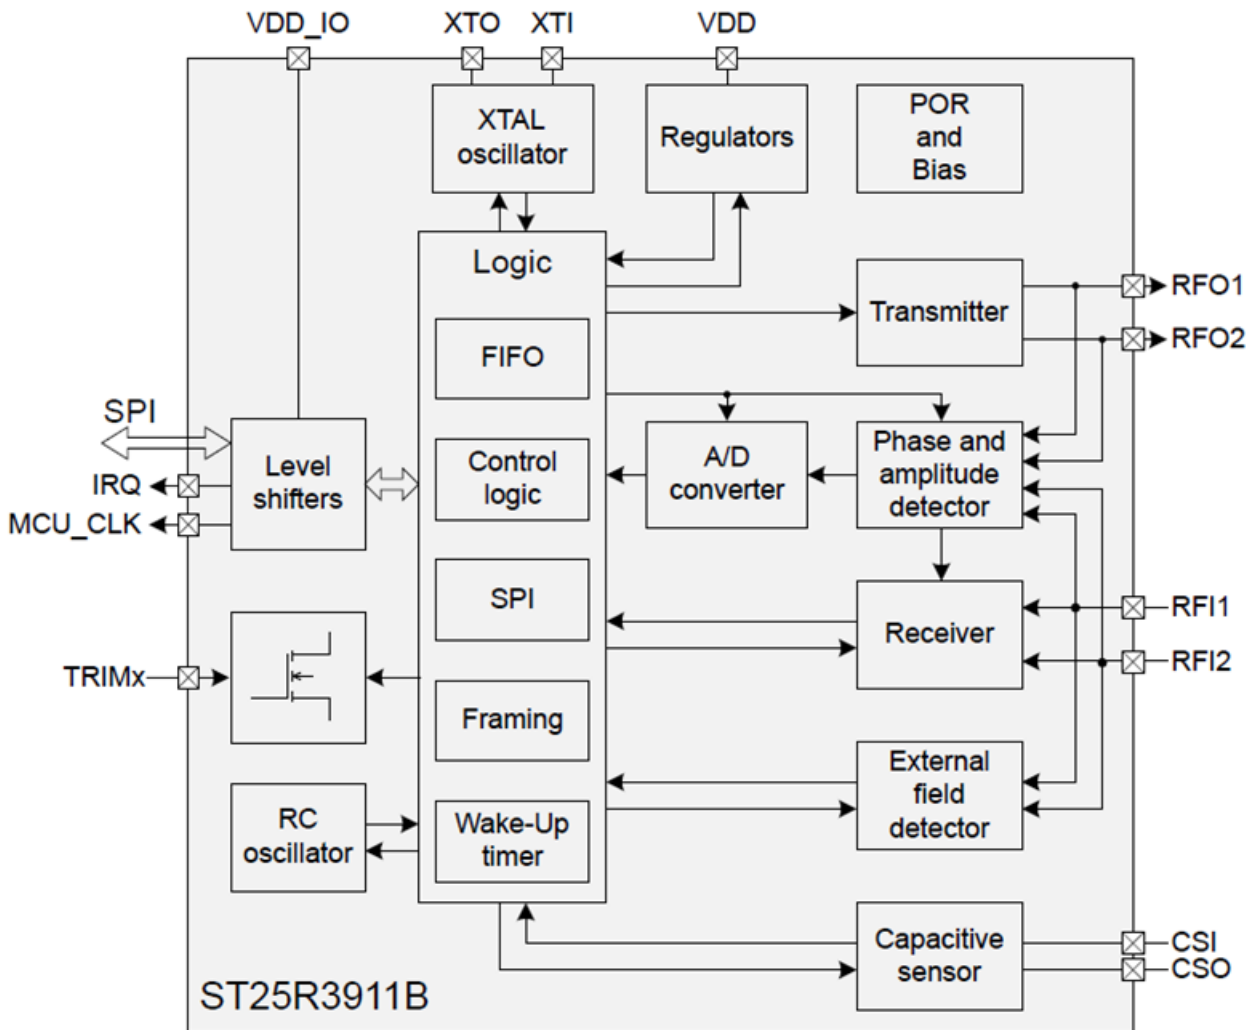 VDD_IO
XTO
XTI
VDD
XTAL
oscillator
Regulators
POR
and
Bias
Logic
Transmitter
RFO1
RFO2
FIFO
SPI
Level
shifters
IRQ
MCU_CLK
Control
logic
A/D
converter
Phase and
amplitude
detector
SPI
Receiver
RFI1
RFI2
TRIMx
Framing
External
field
detector
RC
oscillator
Wake-Up
timer
Capacitive
sensor
CSI
CSO
ST25R3911B